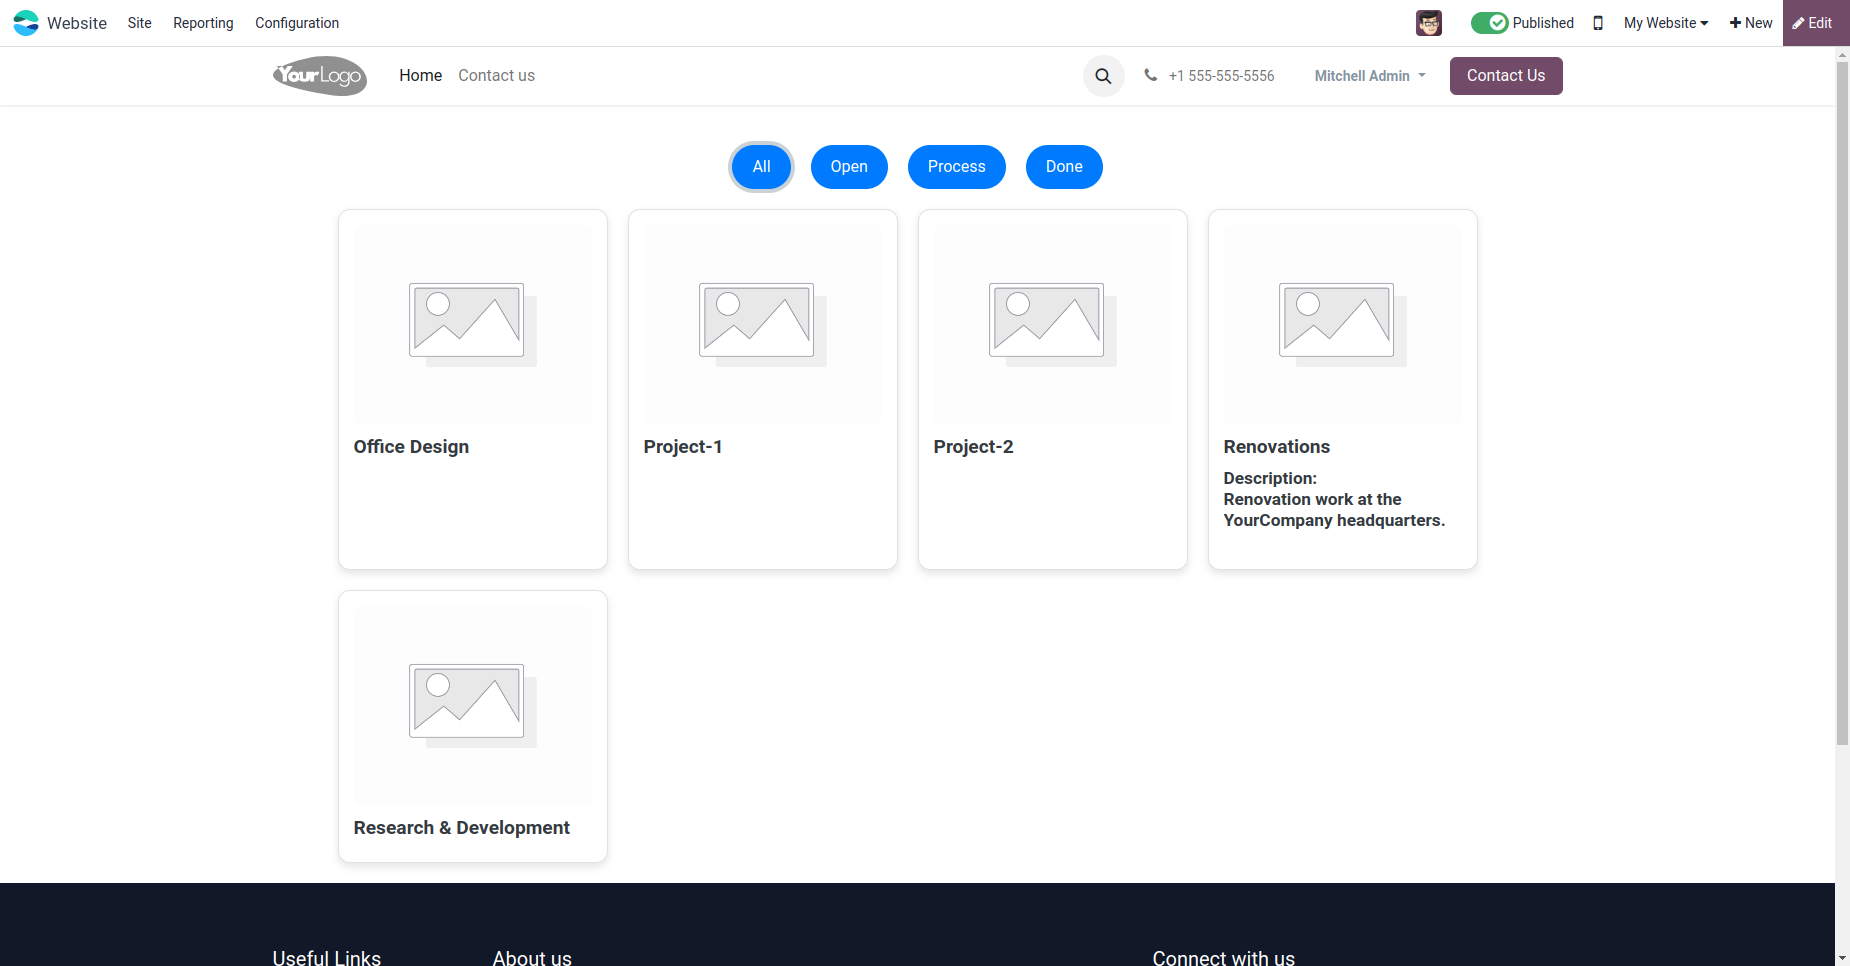 Website Site Reporting Configuration Published My Website New Edit
YourLogo Home Contact us +1 555-555-5556 Mitchell Admin Contact Us
All Open Process Done
Office Design Project-1 Project-2 Renovations
Description:
Renovation work at the
YourCompany headquarters.
Research & Development
Useful Links About us Connect with us